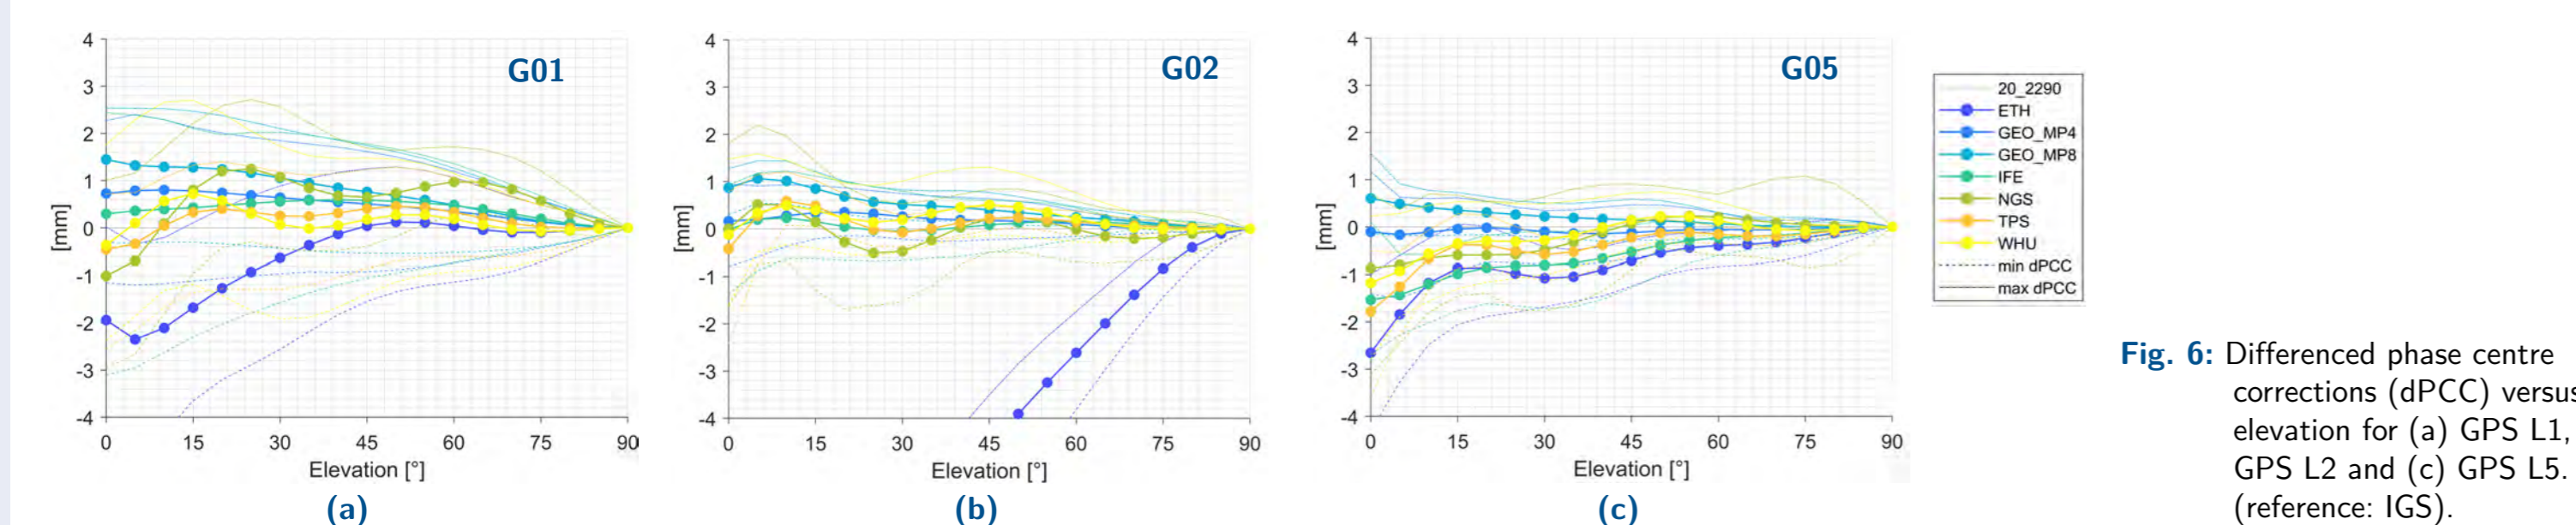 G01
4
3
2
1
0
-1
-2
-3
-4
[mm]
0 15 30 45 60 75 90
Elevation [°]
(a)
G02
4
3
2
1
0
-1
-2
-3
-4
[mm]
0 15 30 45 60 75 90
Elevation [°]
(b)
G05
4
3
2
1
0
-1
-2
-3
-4
[mm]
0 15 30 45 60 75 90
Elevation [°]
(c)
20_2290
ETH
GEO_MP4
GEO_MP8
IFE
NGS
TPS
WHU
min dPCC
max dPCC
Fig. 6: Differenced phase centre
corrections (dPCC) versus
elevation for (a) GPS L1,
GPS L2 and (c) GPS L5.
(reference: IGS).